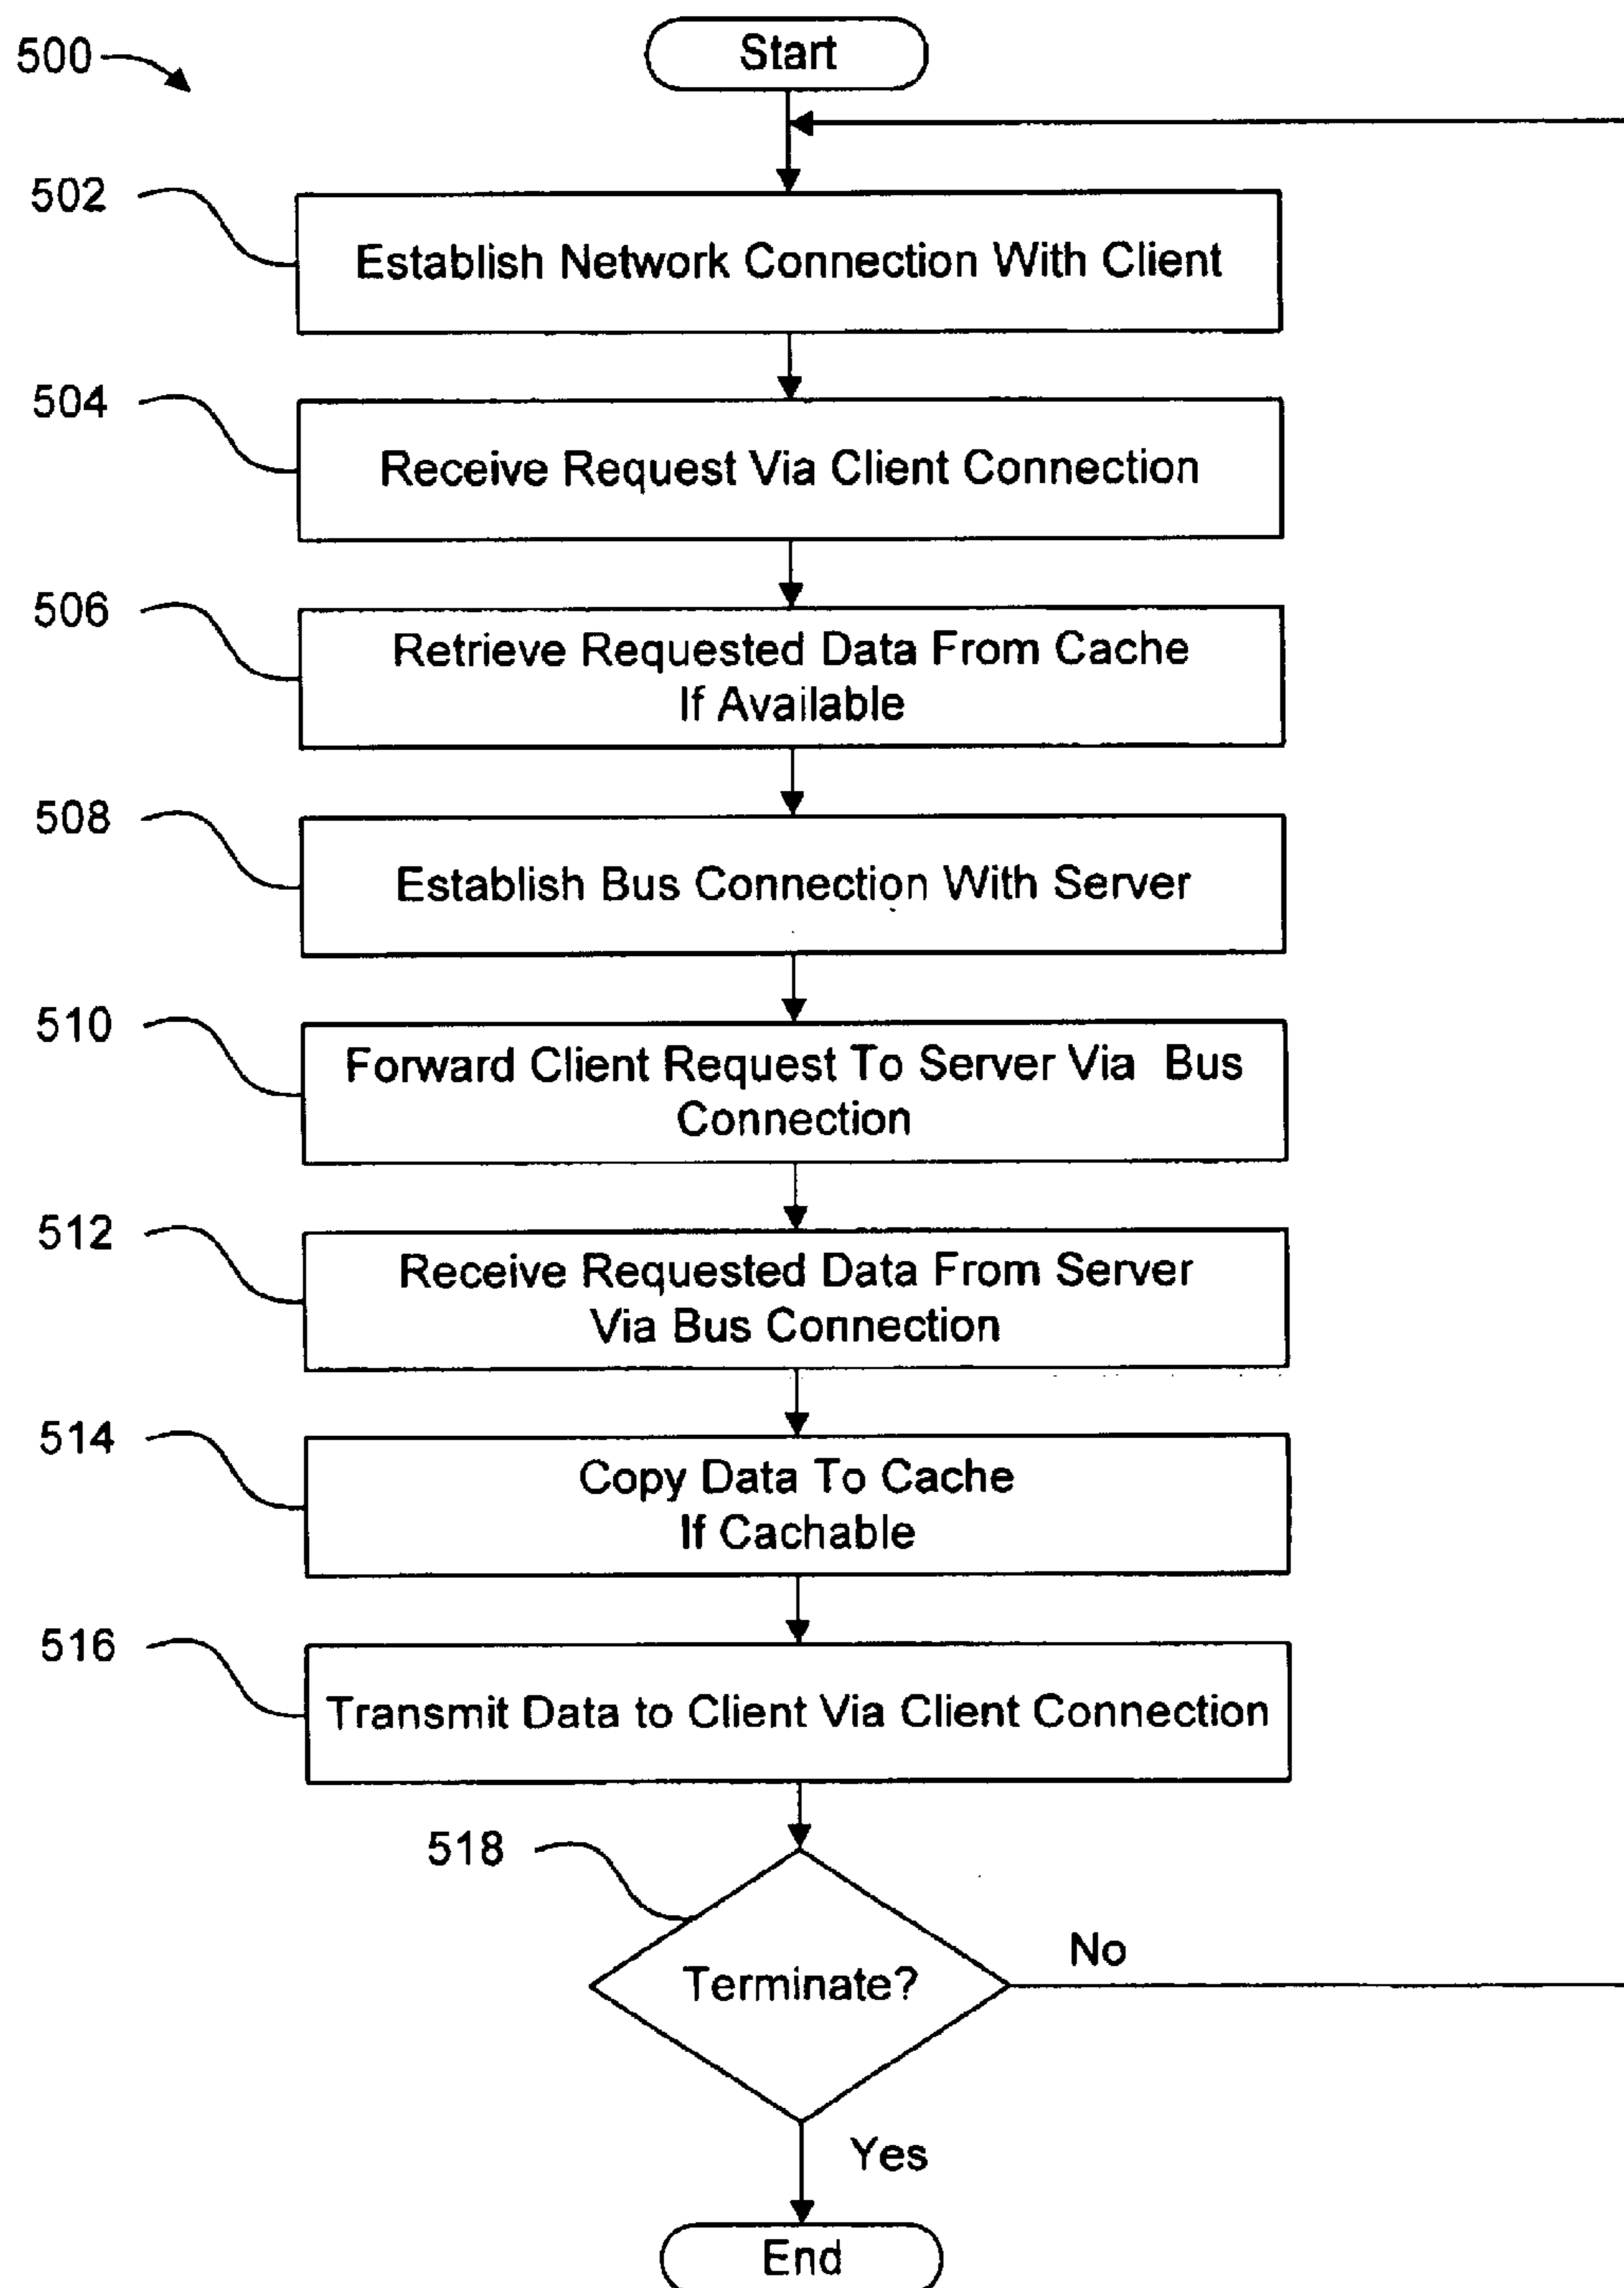 500
Start
502
Establish Network Connection With Client
504
Receive Request Via Client Connection
506
Retrieve Requested Data From Cache
If Available
508
Establish Bus Connection With Server
510
Forward Client Request To Server Via Bus
Connection
512
Receive Requested Data From Server
Via Bus Connection
514
Copy Data To Cache
If Cachable
516
Transmit Data to Client Via Client Connection
518
Terminate?
No
Yes
End